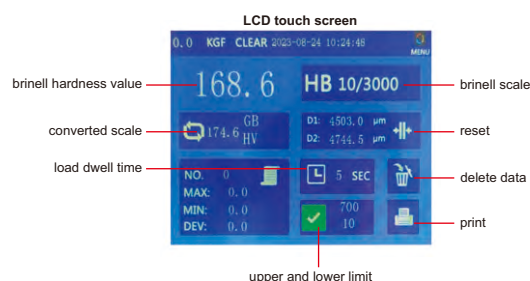 LCD touch screen
0.0 KGF CLEAR 2023-08-24 10:24:46
MENU
brinell hardness value
168.6
HB 10/3000
brinell scale
converted scale
174.6 GB
HV
D1: 4503.0 µm
D2: 4744.5 µm
reset
load dwell time
NO. 0
MAX: 0.0
MIN: 0.0
DEV: 0.0
5 SEC
delete data
700
10
print
upper and lower limit